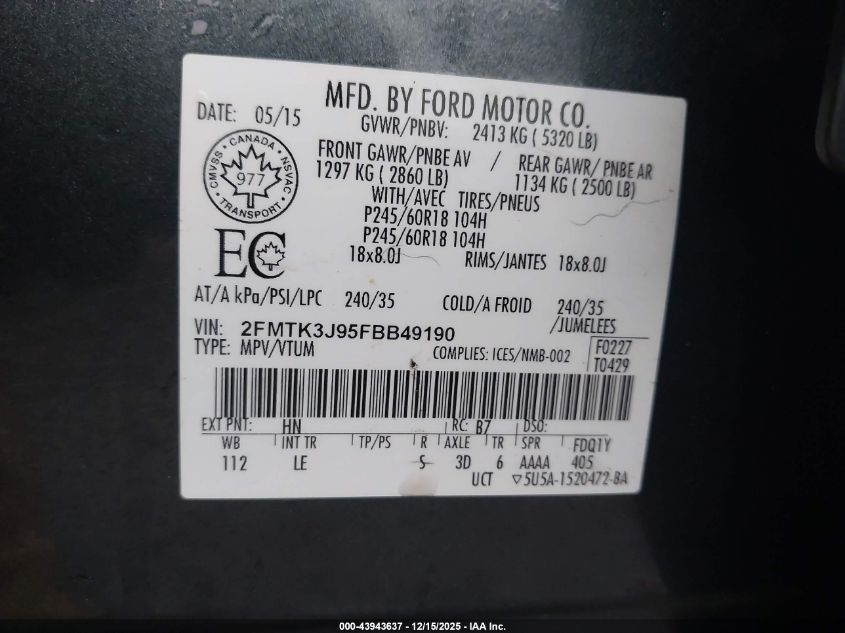 MFD. BY FORD MOTOR CO.
DATE: 05/15 GVWR/PNBV: 2413 KG ( 5320 LB)
FRONT GAWR/PNBE AV / REAR GAWR/ PNBE AR
1297 KG ( 2860 LB) 1134 KG ( 2500 LB)
WITH/AVEC TIRES/PNEUS
P245/60R18 104H
P245/60R18 104H
18x8.0J RIMS/JANTES 18x8.0J
CMVSS · CANADA · NSVAC
977
TRANSPORT
EC
AT/A kPa/PSI/LPC 240/35 COLD/A FROID 240/35
/JUMELEES
VIN: 2FMTK3J95FBB49190
TYPE: MPV/VTUM COMPLIES: ICES/NMB-002 F0227
T0429
EXT PNT: HN RC: B7 DSO:
WB INT TR TP/PS R AXLE TR SPR FDQ1Y
112 LE S 3D 6 AAAA 405
UCT ▽5U5A-1520472-BA
000-43943637 - 12/15/2025 - IAA Inc.